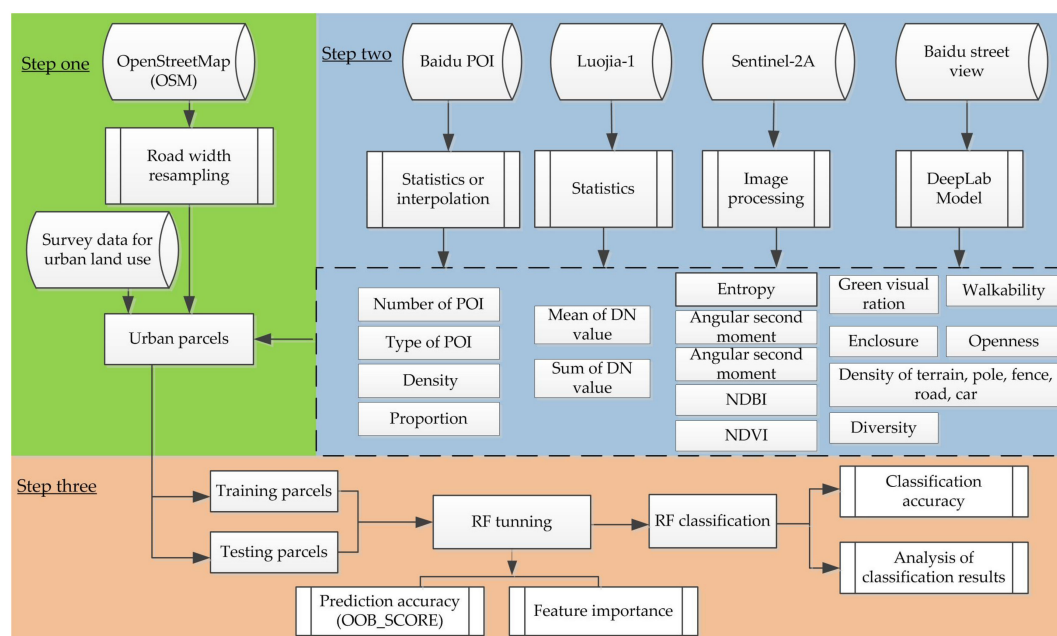 Step one
OpenStreetMap
(OSM)
Road width
resampling
Survey data for
urban land use
Urban parcels
Step two
Baidu POI
Luojia-1
Sentinel-2A
Baidu street
view
Statistics or
interpolation
Statistics
Image
processing
DeepLab
Model
Number of POI
Type of POI
Density
Proportion
Mean of DN
value
Sum of DN
value
Entropy
Angular second
moment
Angular second
moment
NDBI
NDVI
Green visual
ration
Walkability
Enclosure
Openness
Density of terrain, pole, fence,
road, car
Diversity
Step three
Training parcels
Testing parcels
RF tunning
RF classification
Classification
accuracy
Analysis of
classification results
Prediction accuracy
(OOB_SCORE)
Feature importance